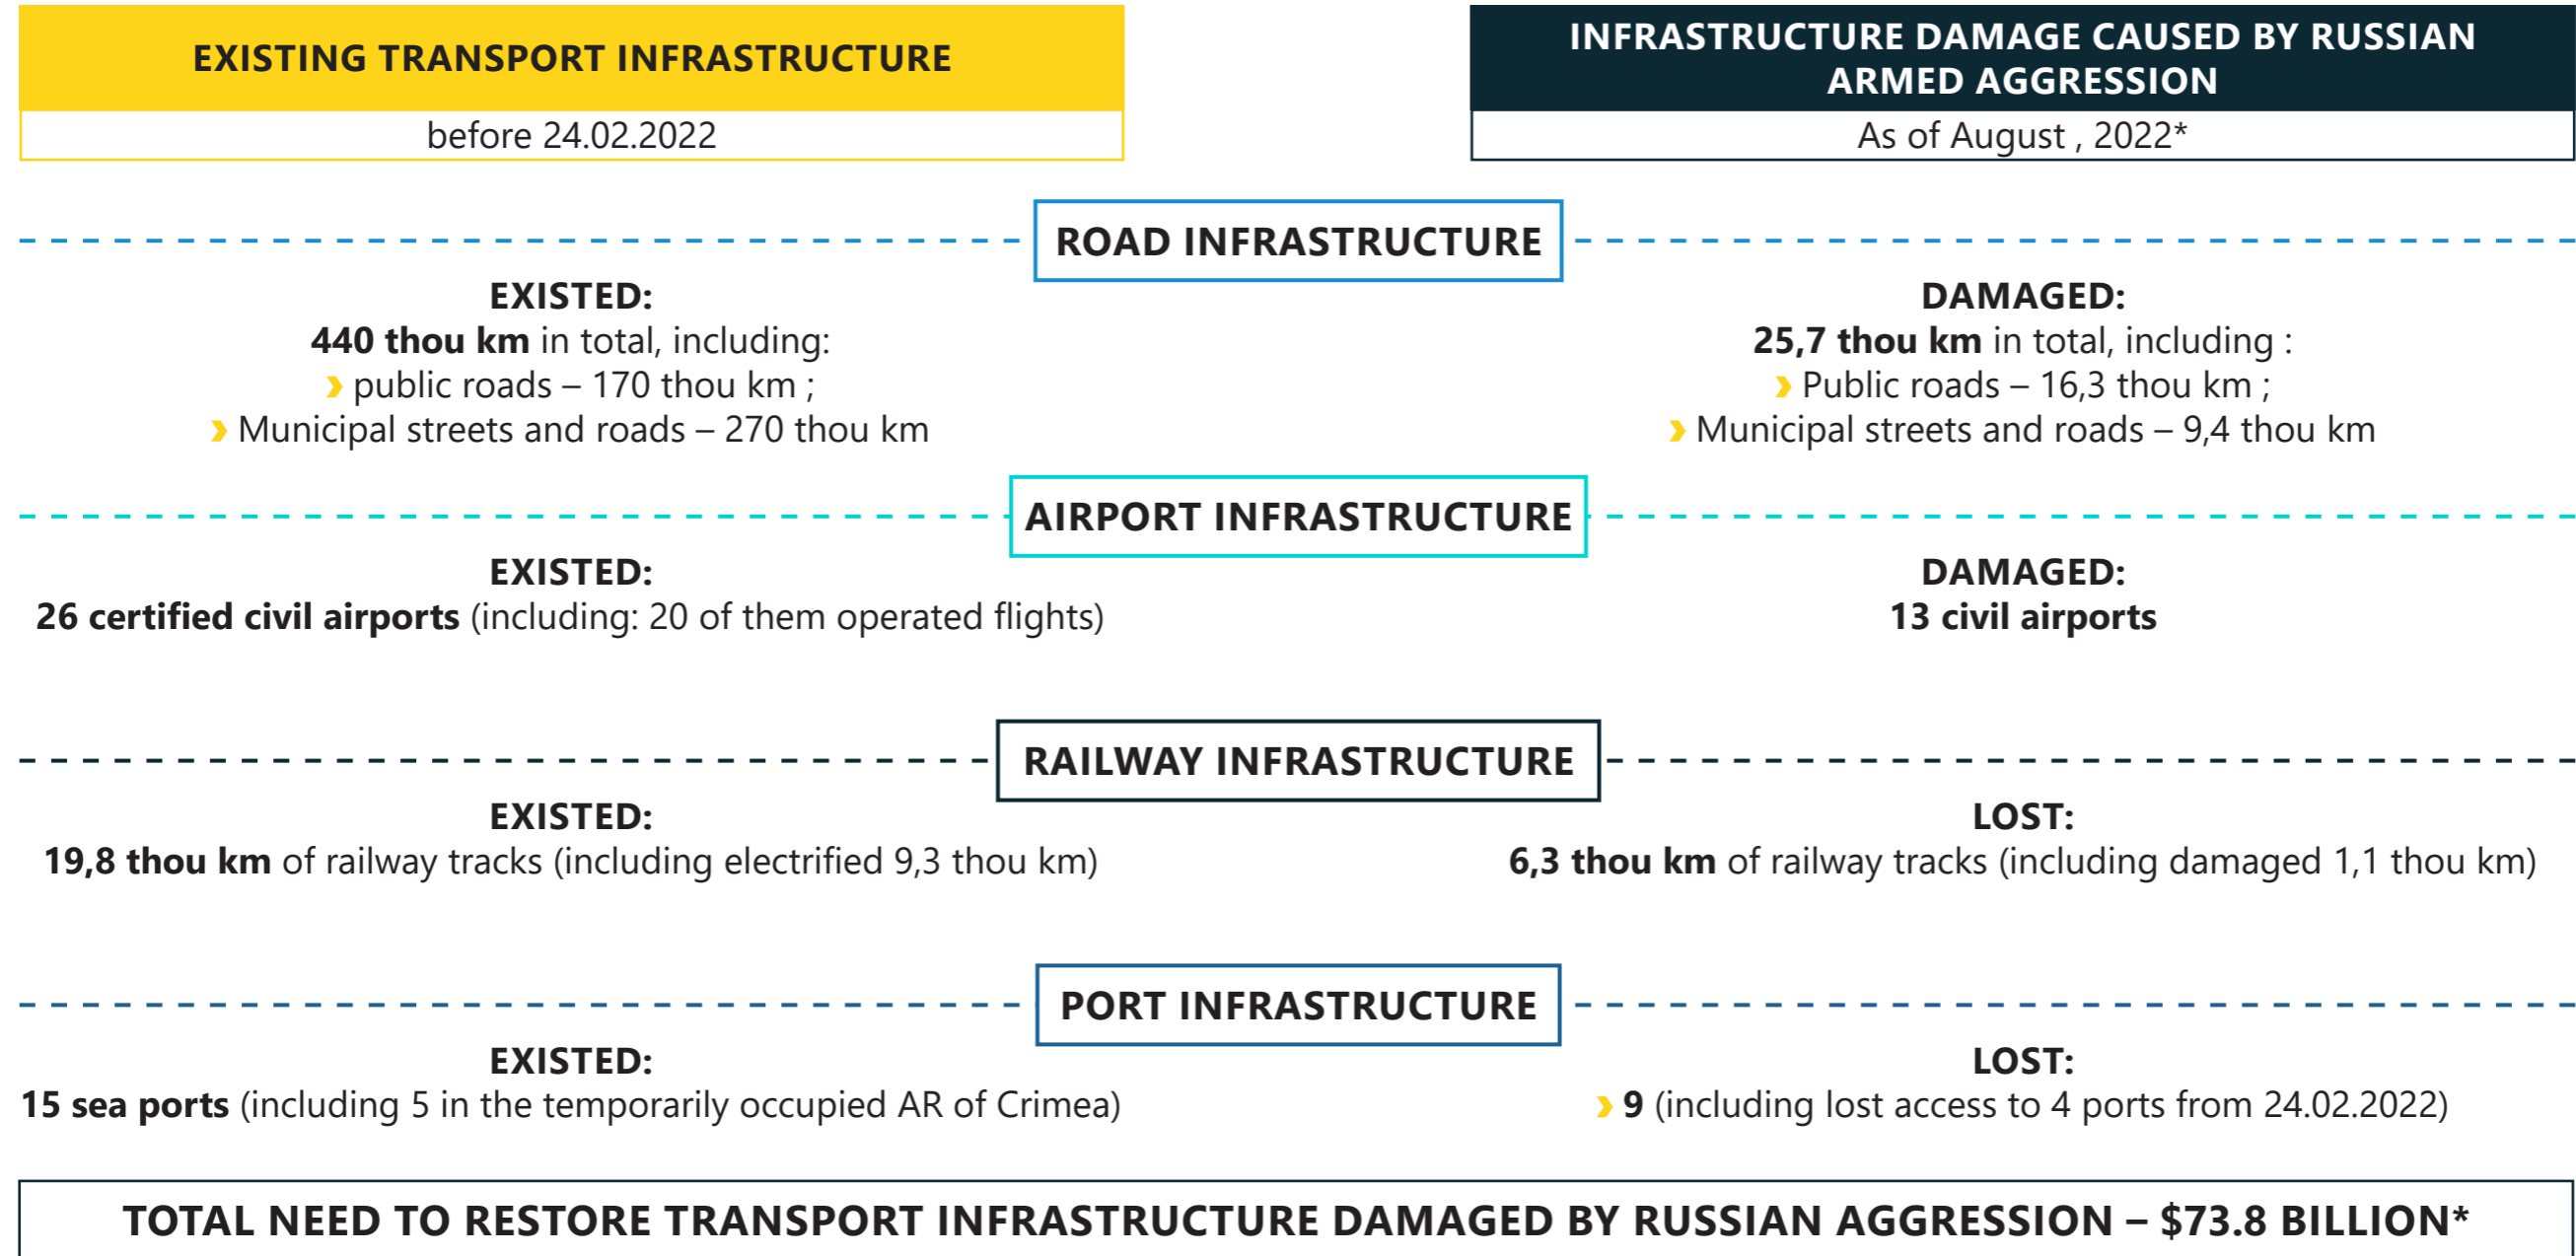 EXISTING TRANSPORT INFRASTRUCTURE
before 24.02.2022
INFRASTRUCTURE DAMAGE CAUSED BY RUSSIAN
ARMED AGGRESSION
As of August , 2022*
ROAD INFRASTRUCTURE
EXISTED:
440 thou km in total, including:
› public roads – 170 thou km ;
› Municipal streets and roads – 270 thou km
DAMAGED:
25,7 thou km in total, including :
› Public roads – 16,3 thou km ;
› Municipal streets and roads – 9,4 thou km
AIRPORT INFRASTRUCTURE
EXISTED:
26 certified civil airports (including: 20 of them operated flights)
DAMAGED:
13 civil airports
RAILWAY INFRASTRUCTURE
EXISTED:
19,8 thou km of railway tracks (including electrified 9,3 thou km)
LOST:
6,3 thou km of railway tracks (including damaged 1,1 thou km)
PORT INFRASTRUCTURE
EXISTED:
15 sea ports (including 5 in the temporarily occupied AR of Crimea)
LOST:
› 9 (including lost access to 4 ports from 24.02.2022)
TOTAL NEED TO RESTORE TRANSPORT INFRASTRUCTURE DAMAGED BY RUSSIAN AGGRESSION – $73.8 BILLION*